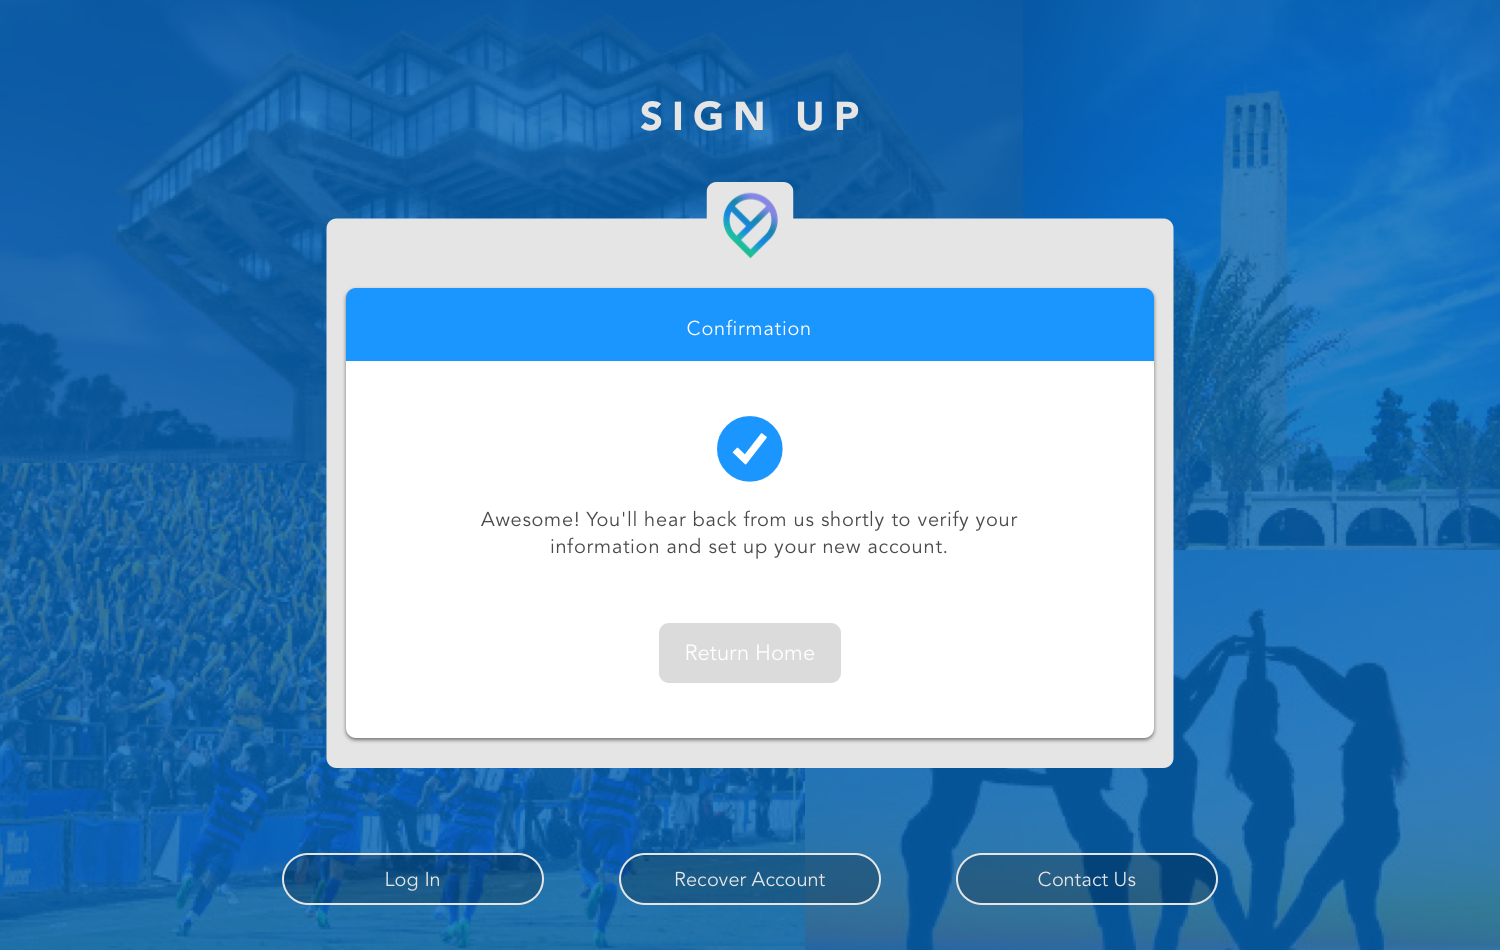 SIGN UP
Confirmation
Awesome! You'll hear back from us shortly to verify your
information and set up your new account.
Return Home
3
Log In
Recover Account
Contact Us